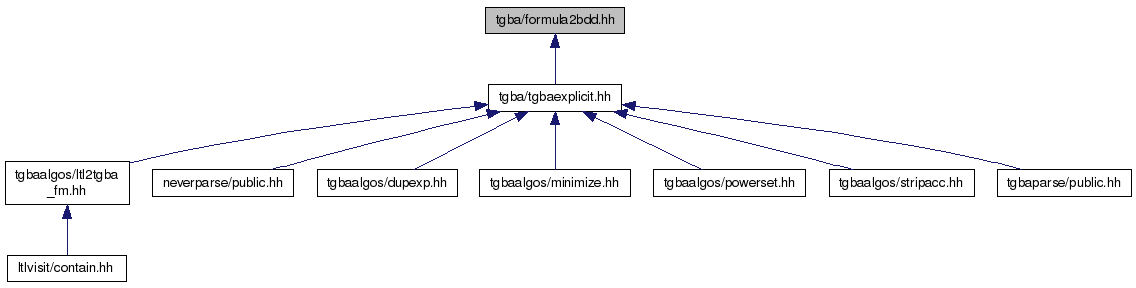 tgba/formula2bdd.hh
tgba/tgbaexplicit.hh
tgbaalgos/ltl2tgba
_fm.hh
neverparse/public.hh
tgbaalgos/dupexp.hh
tgbaalgos/minimize.hh
tgbaalgos/powerset.hh
tgbaalgos/stripacc.hh
tgbaparse/public.hh
ltlvisit/contain.hh